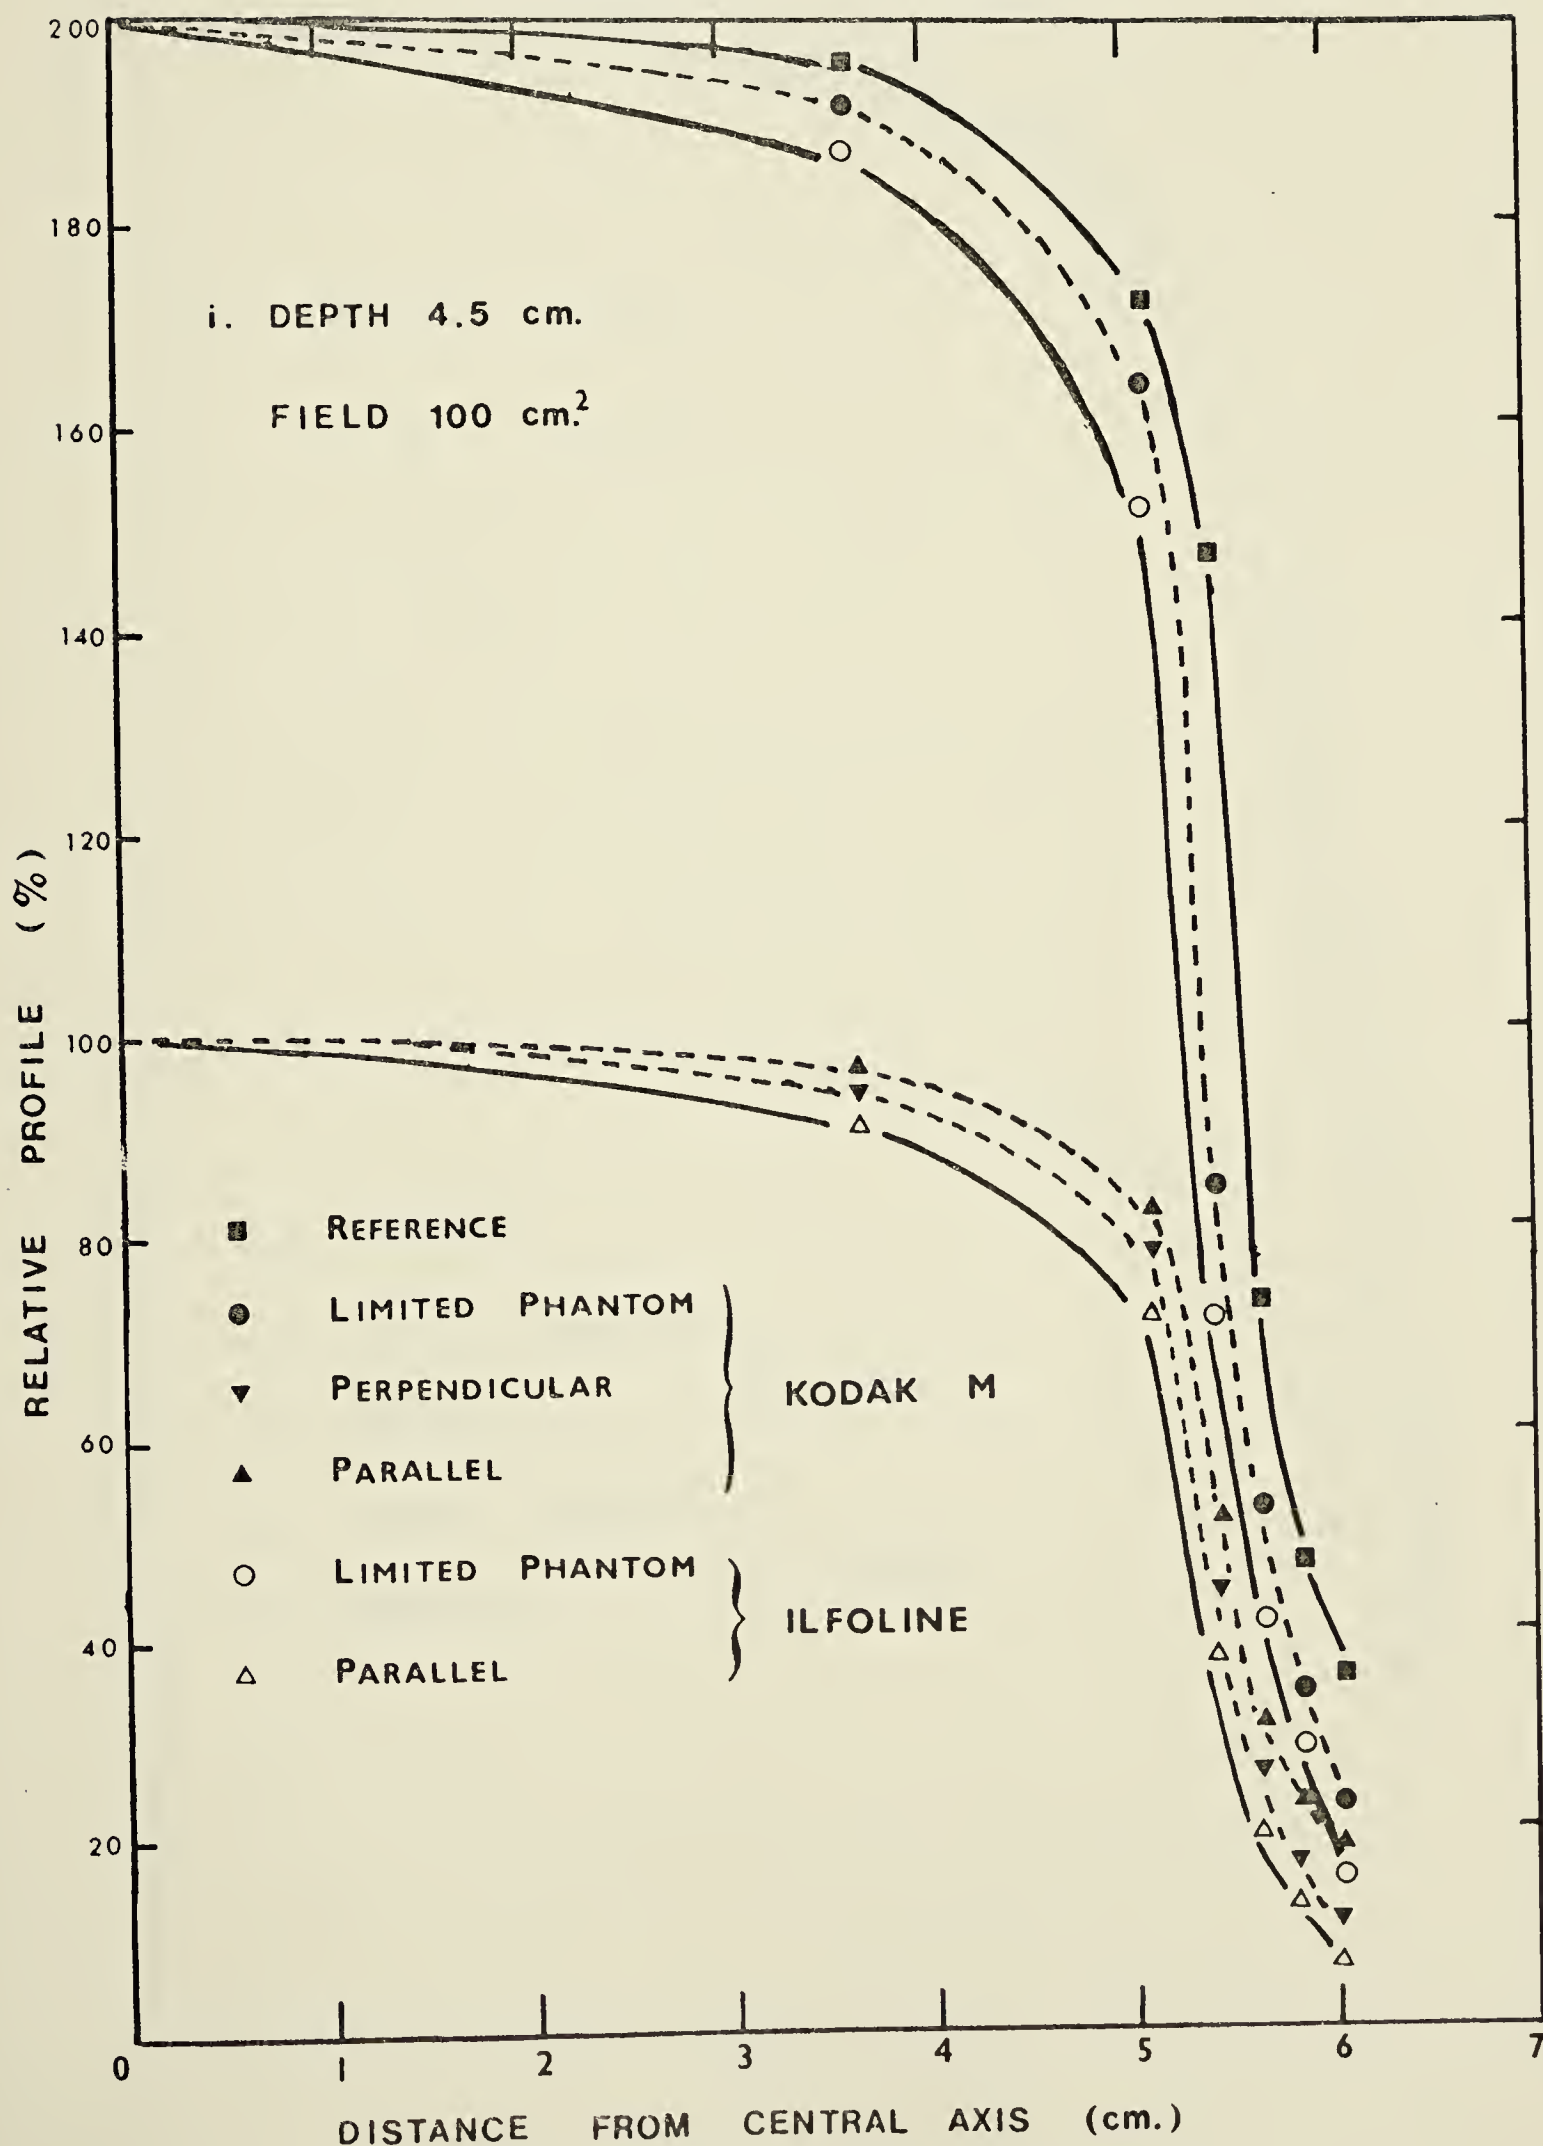 200
180
i. DEPTH 4.5 cm.
FIELD 100 cm.²
160
140
120
RELATIVE PROFILE (%)
100
80
60
40
20
REFERENCE
LIMITED PHANTOM
PERPENDICULAR
KODAK M
PARALLEL
LIMITED PHANTOM
ILFOLINE
PARALLEL
0 1 2 3 4 5 6 7
DISTANCE FROM CENTRAL AXIS (cm.)